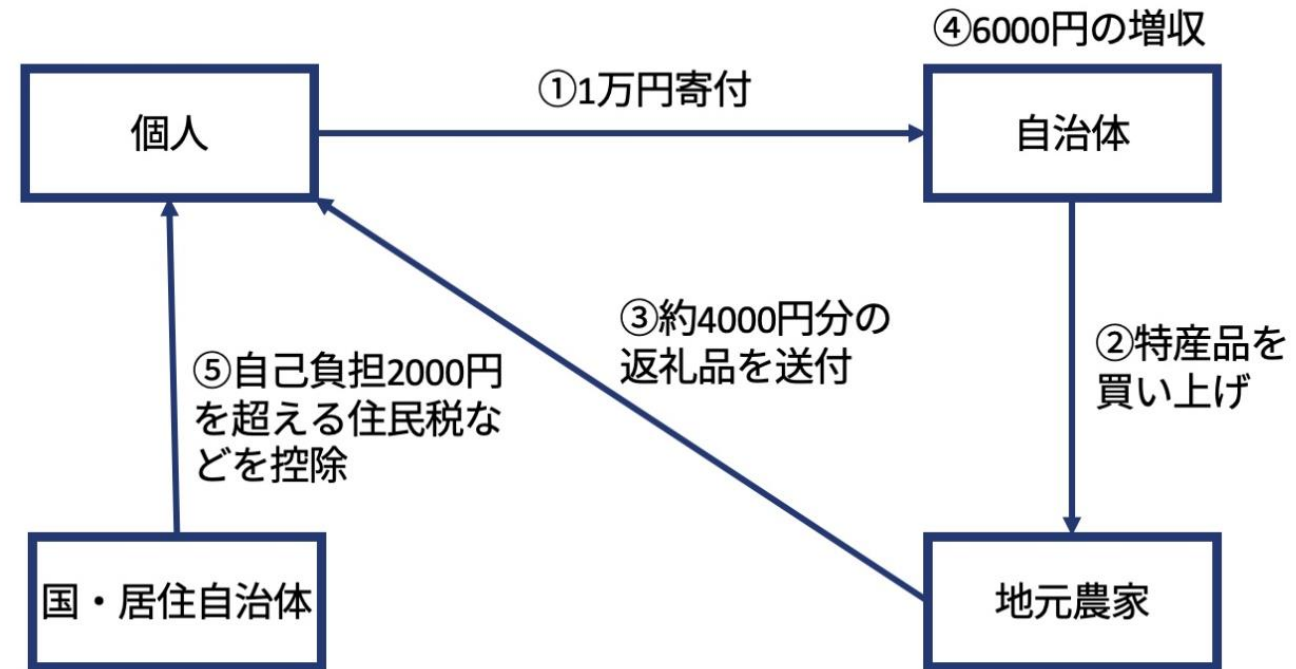 ④6000円の増収
①1万円寄付
個人
自治体
③約4000円分の
返礼品を送付
②特産品を
買い上げ
⑤自己負担2000円
を超える住民税な
どを控除
国・居住自治体
地元農家